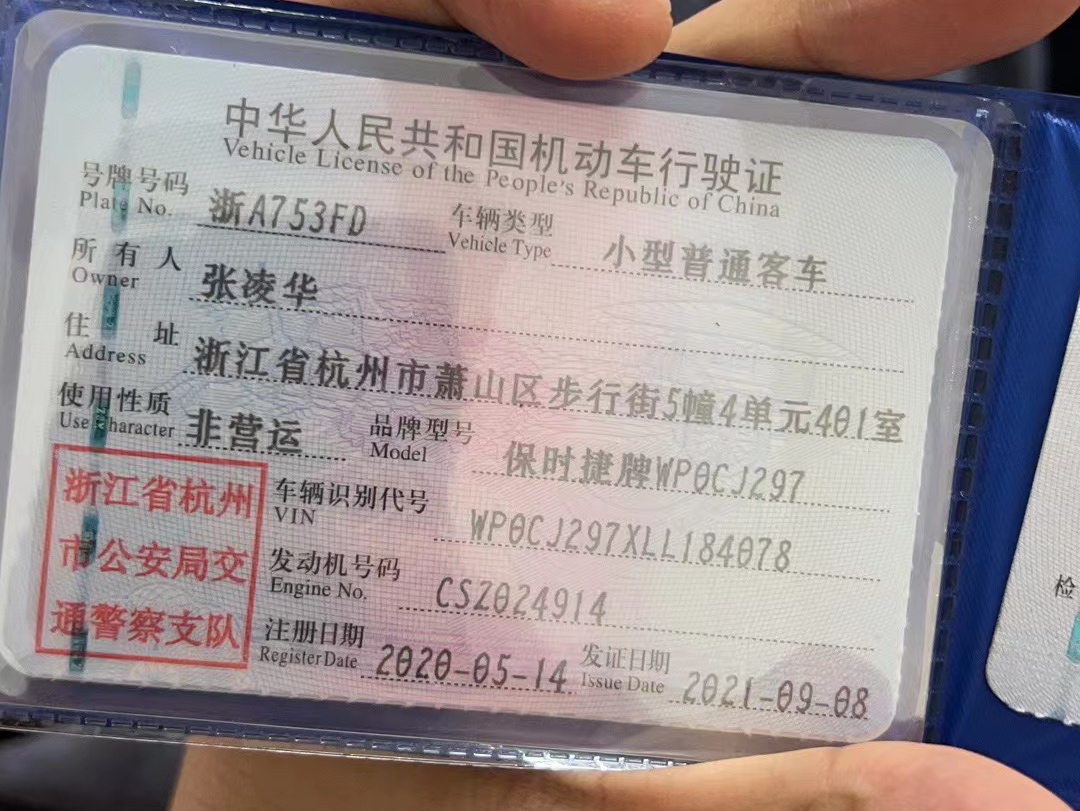 中华人民共和国机动车行驶证
Vehicle License of the People's Republic of China
号牌号码 浙A753FD 车辆类型 小型普通客车
Plate No. Vehicle Type
所有人 张凌华
Owner
住址 浙江省杭州市萧山区步行街5幢4单元401室
Address
使用性质 非营运 品牌型号 保时捷牌WP0CJ297
Use Character Model
浙江省杭州
市公安局交
通警察支队
车辆识别代号 WP0CJ297XLL184078
VIN
发动机号码 CSZ024914
Engine No.
注册日期 2020-05-14 发证日期 2021-09-08
Register Date Issue Date
检